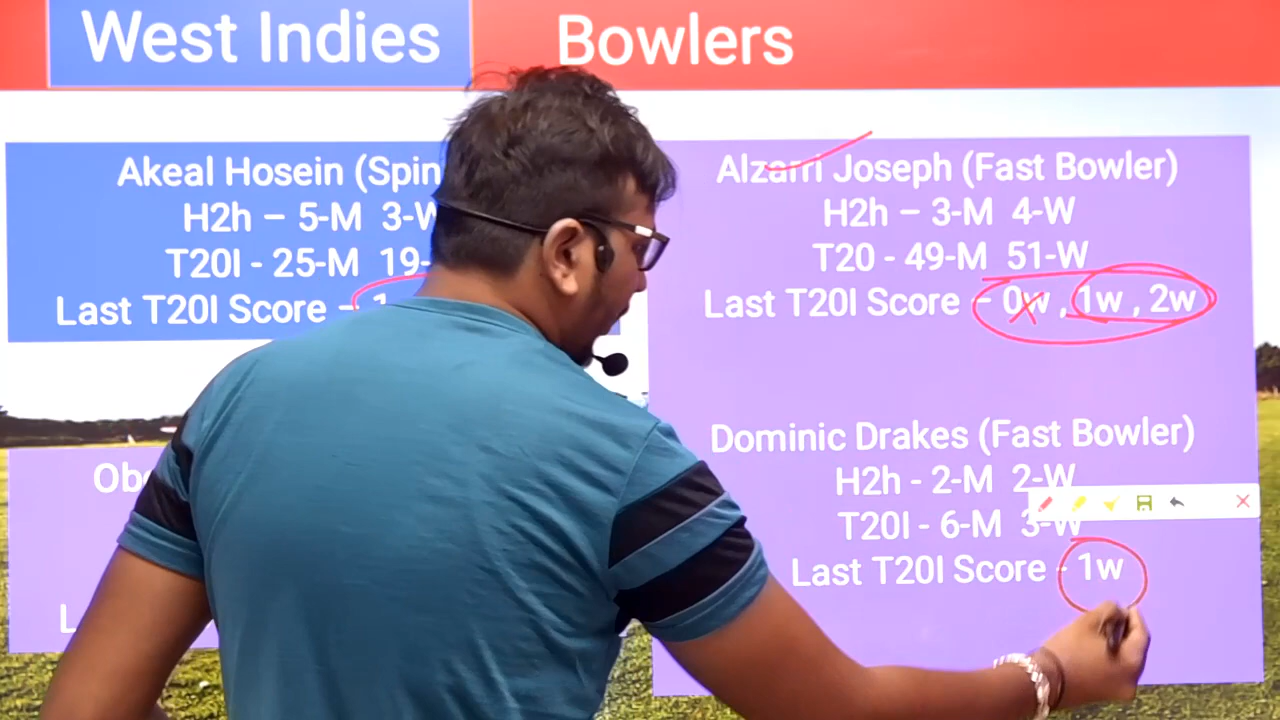 West Indies Bowlers
Akeal Hosein (Spin
H2h – 5-M 3-W
T20I - 25-M 19-
Last T20I Score – 1
Alzarri Joseph (Fast Bowler)
H2h – 3-M 4-W
T20 - 49-M 51-W
Last T20I Score – 0w , 1w , 2w
Dominic Drakes (Fast Bowler)
H2h - 2-M 2-W
T20I - 6-M 3-W
Last T20I Score - 1w
Obe
L